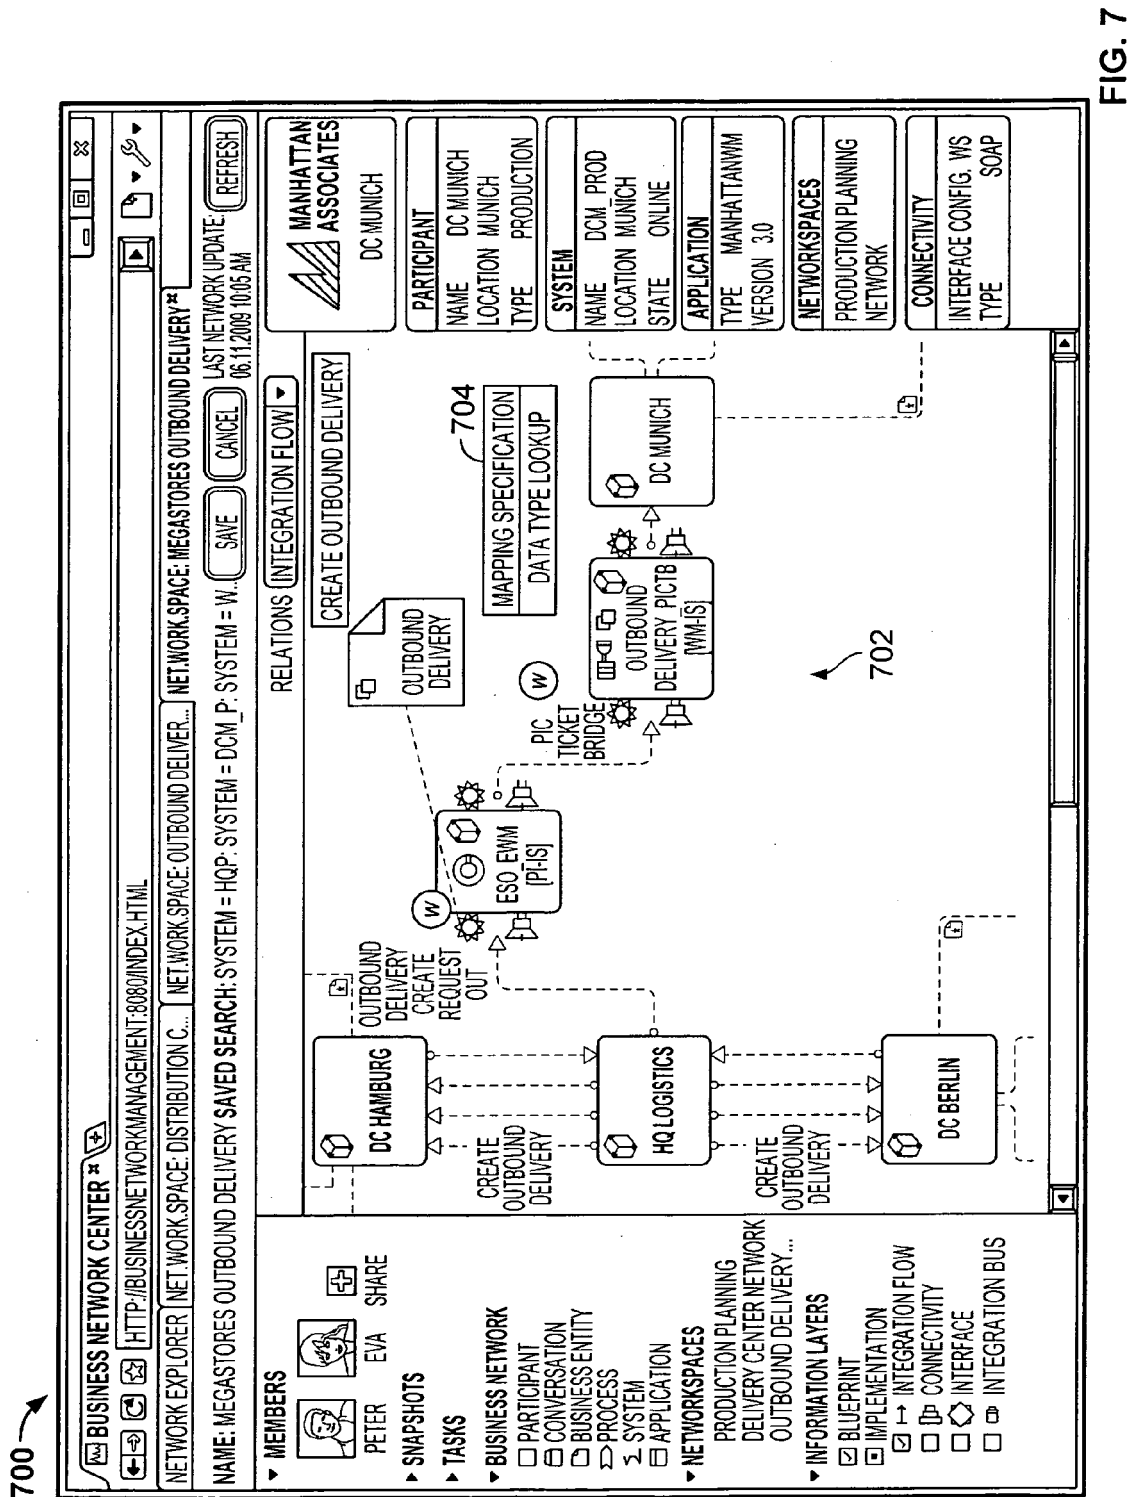 700
BUSINESS NETWORK CENTER
HTTP://BUSINESSNETWORKMANAGEMENT:8080/INDEX.HTML
NETWORK EXPLORER
NET.WORK.SPACE: DISTRIBUTION C...
NET.WORK.SPACE: OUTBOUND DELIVER...
NET.WORK.SPACE: MEGASTORES OUTBOUND DELIVERY
NAME: MEGASTORES OUTBOUND DELIVERY SAVED SEARCH: SYSTEM = HQP: SYSTEM = DCM_P: SYSTEM = W...
SAVE
CANCEL
LAST NETWORK UPDATE:
06.11.2009 10:05 AM
REFRESH
MEMBERS
PETER
EVA
SHARE
SNAPSHOTS
TASKS
BUSINESS NETWORK
PARTICIPANT
CONVERSATION
BUSINESS ENTITY
PROCESS
SYSTEM
APPLICATION
NETWORKSPACES
PRODUCTION PLANNING
DELIVERY CENTER NETWORK
OUTBOUND DELIVERY...
INFORMATION LAYERS
BLUEPRINT
IMPLEMENTATION
INTEGRATION FLOW
CONNECTIVITY
INTERFACE
INTEGRATION BUS
RELATIONS
INTEGRATION FLOW
CREATE OUTBOUND DELIVERY
DC HAMBURG
OUTBOUND
DELIVERY
CREATE
REQUEST
OUT
CREATE
OUTBOUND
DELIVERY
HQ LOGISTICS
CREATE
OUTBOUND
DELIVERY
DC BERLIN
W
ESO_EWM
[PI-IS]
OUTBOUND
DELIVERY
W
PIC
TICKET
BRIDGE
OUTBOUND
DELIVERY_PICTB
[WM-IS]
MAPPING SPECIFICATION
DATA TYPE LOOKUP
704
702
DC MUNICH
MANHATTAN
ASSOCIATES
DC MUNICH
PARTICIPANT
NAME DC MUNICH
LOCATION MUNICH
TYPE PRODUCTION
SYSTEM
NAME DCM_PROD
LOCATION MUNICH
STATE ONLINE
APPLICATION
TYPE MANHATTANWM
VERSION 3.0
NETWORKSPACES
PRODUCTION PLANNING
NETWORK
CONNECTIVITY
INTERFACE CONFIG. WS
TYPE SOAP
FIG. 7